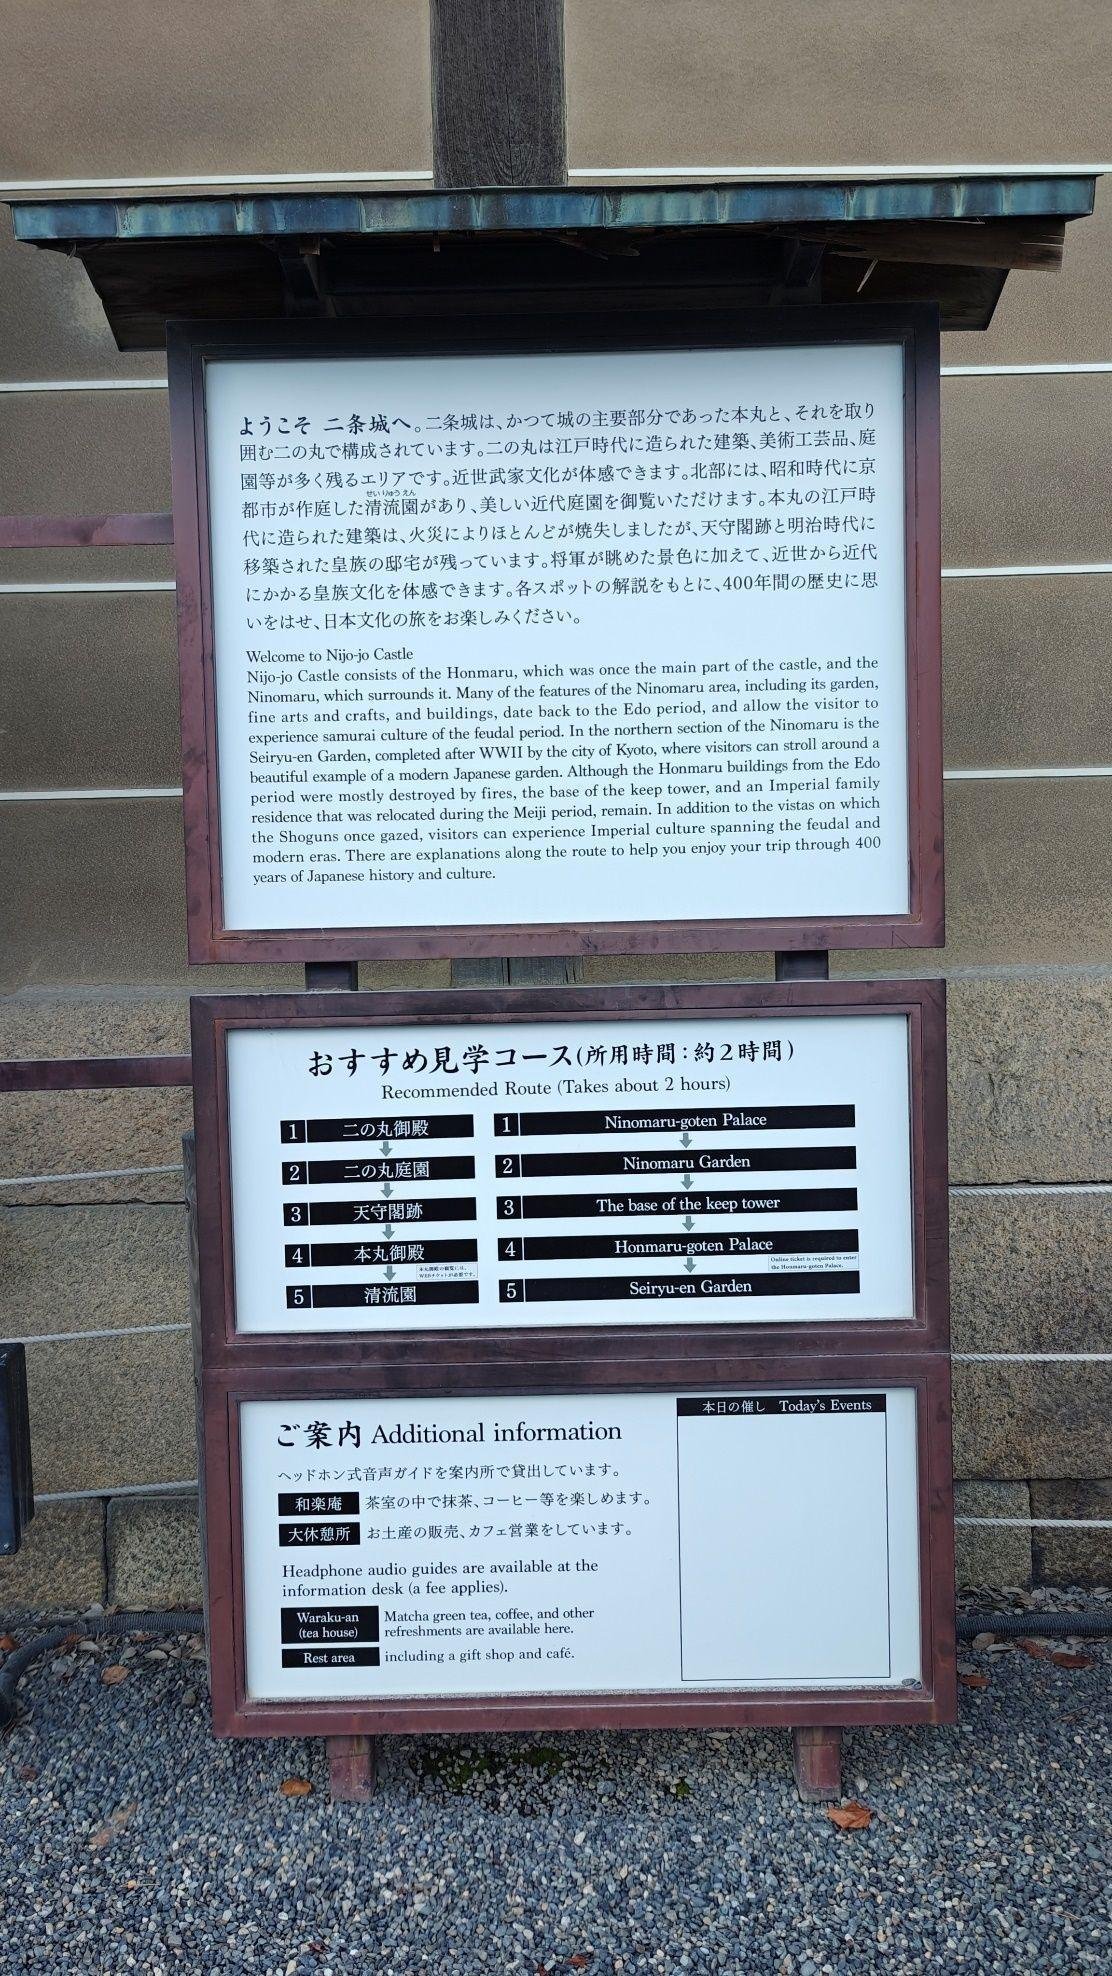 ようこそ 二条城へ。二条城は、かつて城の主要部分であった本丸と、それを取り
囲む二の丸で構成されています。二の丸は江戸時代に造られた建築、美術工芸品、庭
園等が多く残るエリアです。近世武家文化が体感できます。北部には、昭和時代に京
せいりゅうえん
都市が作庭した清流園があり、美しい近代庭園を御覧いただけます。本丸の江戸時
代に造られた建築は、火災によりほとんどが焼失しましたが、天守閣跡と明治時代に
移築された皇族の邸宅が残っています。将軍が眺めた景色に加えて、近世から近代
にかかる皇族文化を体感できます。各スポットの解説をもとに、400年間の歴史に思
いをはせ、日本文化の旅をお楽しみください。
Welcome to Nijo-jo Castle
Nijo-jo Castle consists of the Honmaru, which was once the main part of the castle, and the
Ninomaru, which surrounds it. Many of the features of the Ninomaru area, including its garden,
fine arts and crafts, and buildings, date back to the Edo period, and allow the visitor to
experience samurai culture of the feudal period. In the northern section of the Ninomaru is the
Seiryu-en Garden, completed after WWII by the city of Kyoto, where visitors can stroll around a
beautiful example of a modern Japanese garden. Although the Honmaru buildings from the Edo
period were mostly destroyed by fires, the base of the keep tower, and an Imperial family
residence that was relocated during the Meiji period, remain. In addition to the vistas on which
the Shoguns once gazed, visitors can experience Imperial culture spanning the feudal and
modern eras. There are explanations along the route to help you enjoy your trip through 400
years of Japanese history and culture.
おすすめ見学コース(所用時間：約2時間)
Recommended Route (Takes about 2 hours)
1 二の丸御殿
2 二の丸庭園
3 天守閣跡
4 本丸御殿
本丸御殿の観覧には、
WEBチケットが必要です。
5 清流園
1 Ninomaru-goten Palace
2 Ninomaru Garden
3 The base of the keep tower
4 Honmaru-goten Palace
Online ticket is required to enter
the Honmaru-goten Palace.
5 Seiryu-en Garden
ご案内 Additional information
ヘッドホン式音声ガイドを案内所で貸出しています。
和楽庵 茶室の中で抹茶、コーヒー等を楽しめます。
大休憩所 お土産の販売、カフェ営業をしています。
Headphone audio guides are available at the
information desk (a fee applies).
Waraku-an
(tea house)
Matcha green tea, coffee, and other
refreshments are available here.
Rest area including a gift shop and café.
本日の催し Today's Events